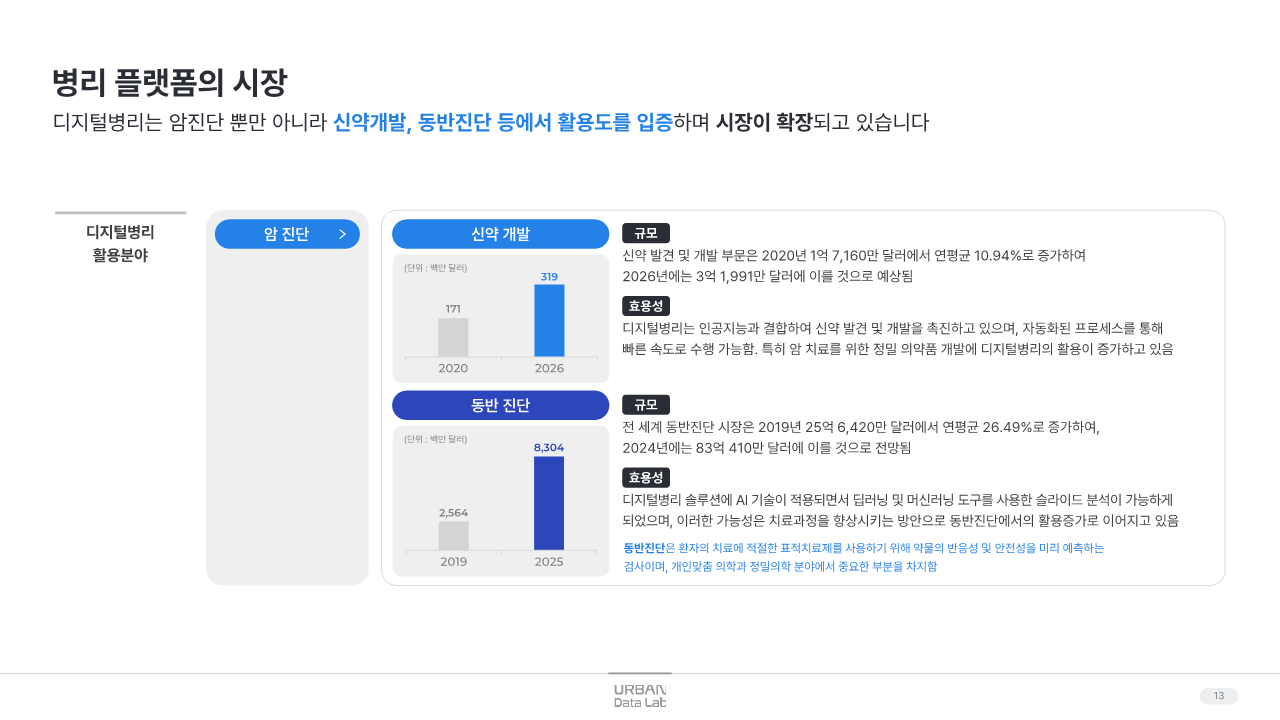 병리 플랫폼의 시장
디지털병리는 암진단 뿐만 아니라 신약개발, 동반진단 등에서 활용도를 입증하며 시장이 확장되고 있습니다
디지털병리
활용분야
암 진단
신약 개발
(단위 : 백만 달러)
171
319
2020
2026
규모
신약 발견 및 개발 부문은 2020년 1억 7,160만 달러에서 연평균 10.94%로 증가하여
2026년에는 3억 1,991만 달러에 이를 것으로 예상됨
효용성
디지털병리는 인공지능과 결합하여 신약 발견 및 개발을 촉진하고 있으며, 자동화된 프로세스를 통해
빠른 속도로 수행 가능함. 특히 암 치료를 위한 정밀 의약품 개발에 디지털병리의 활용이 증가하고 있음
동반 진단
(단위 : 백만 달러)
2,564
8,304
2019
2025
규모
전 세계 동반진단 시장은 2019년 25억 6,420만 달러에서 연평균 26.49%로 증가하여,
2024년에는 83억 410만 달러에 이를 것으로 전망됨
효용성
디지털병리 솔루션에 AI 기술이 적용되면서 딥러닝 및 머신러닝 도구를 사용한 슬라이드 분석이 가능하게
되었으며, 이러한 가능성은 치료과정을 향상시키는 방안으로 동반진단에서의 활용증가로 이어지고 있음
동반진단은 환자의 치료에 적절한 표적치료제를 사용하기 위해 약물의 반응성 및 안전성을 미리 예측하는
검사이며, 개인맞춤 의학과 정밀의학 분야에서 중요한 부분을 차지함
URBAN
Data Lab
13